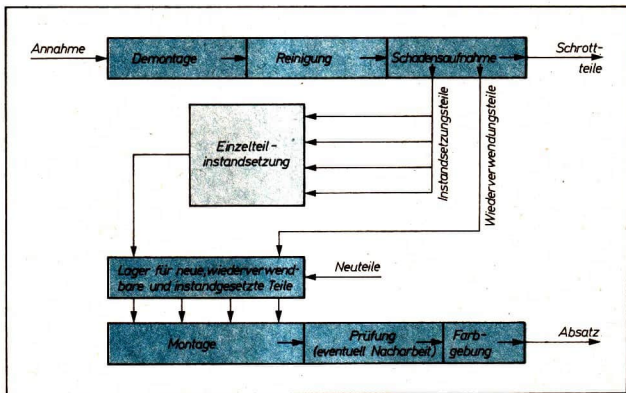 Annahme
Demontage
Reinigung
Schadensaufnahme
Schrott-
teile
Einzelteil-
instandsetzung
Instandsetzungsteile
Wiederverwendungsteile
Lager für neue, wiederverwend-
bare und instandgesetzte Teile
Neuteile
Montage
Prüfung
(eventuell Nacharbeit)
Farb-
gebung
Absatz